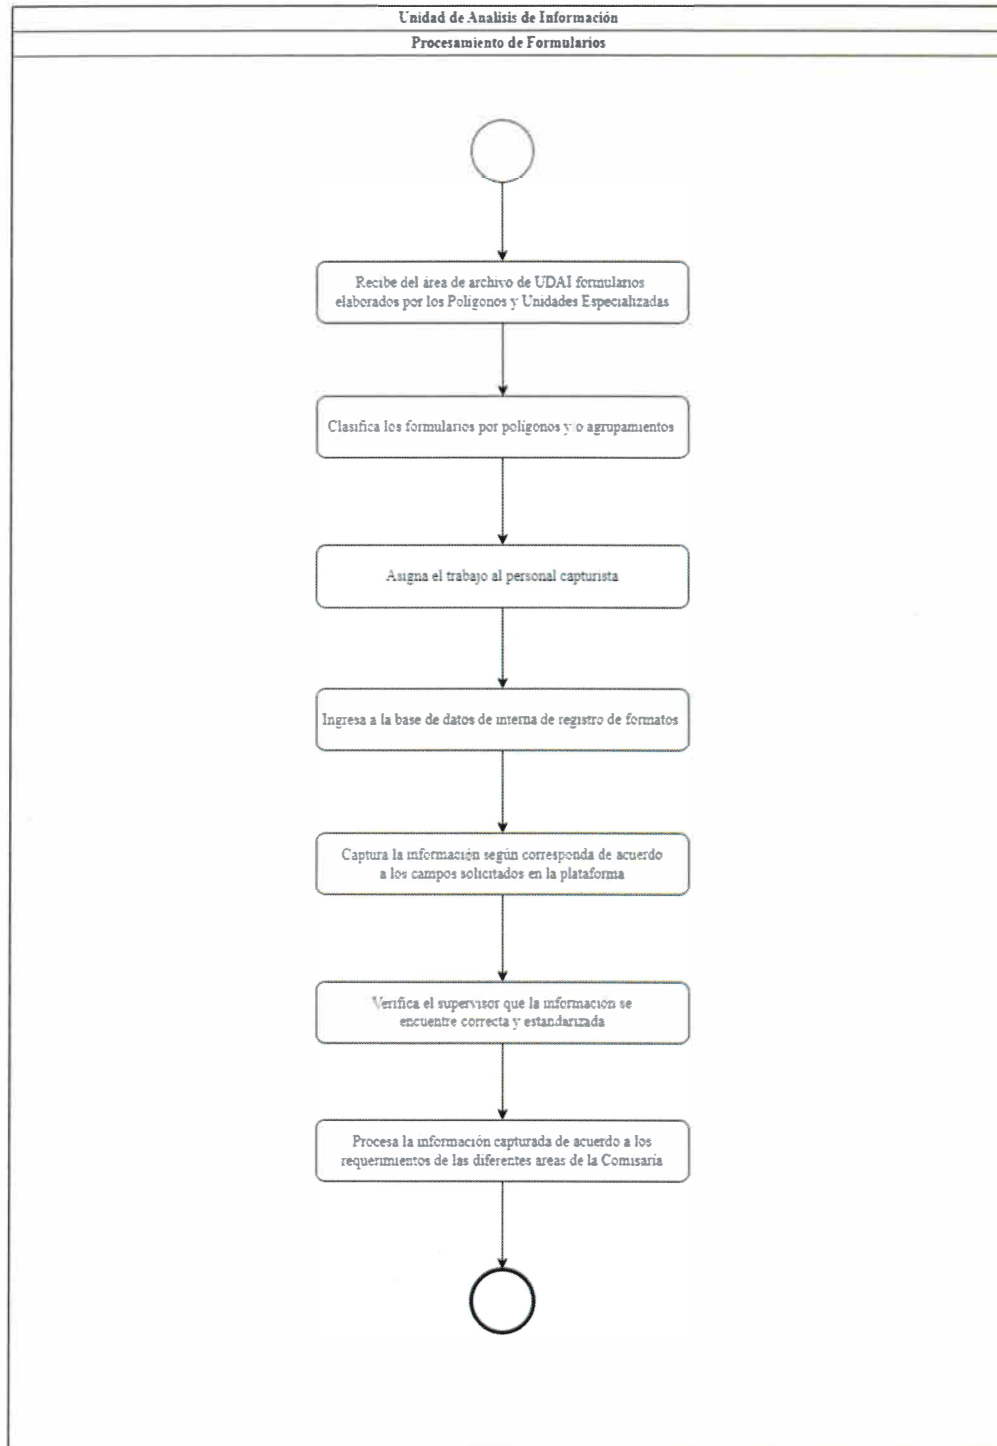 Unidad de Analisis de Información
Procesamiento de Formularios
Recibe del área de archivo de UDAI formularios
elaborados por los Polígonos y Unidades Especializadas
Clasifica los formularios por polígonos y/o agrupamientos
Asigna el trabajo al personal capturista
Ingresa a la base de datos de interna de registro de formatos
Captura la información según corresponda de acuerdo
a los campos solicitados en la plataforma
Verifica el supervisor que la información se
encuentre correcta y estandarizada
Procesa la información capturada de acuerdo a los
requerimientos de las diferentes areas de la Comisaría